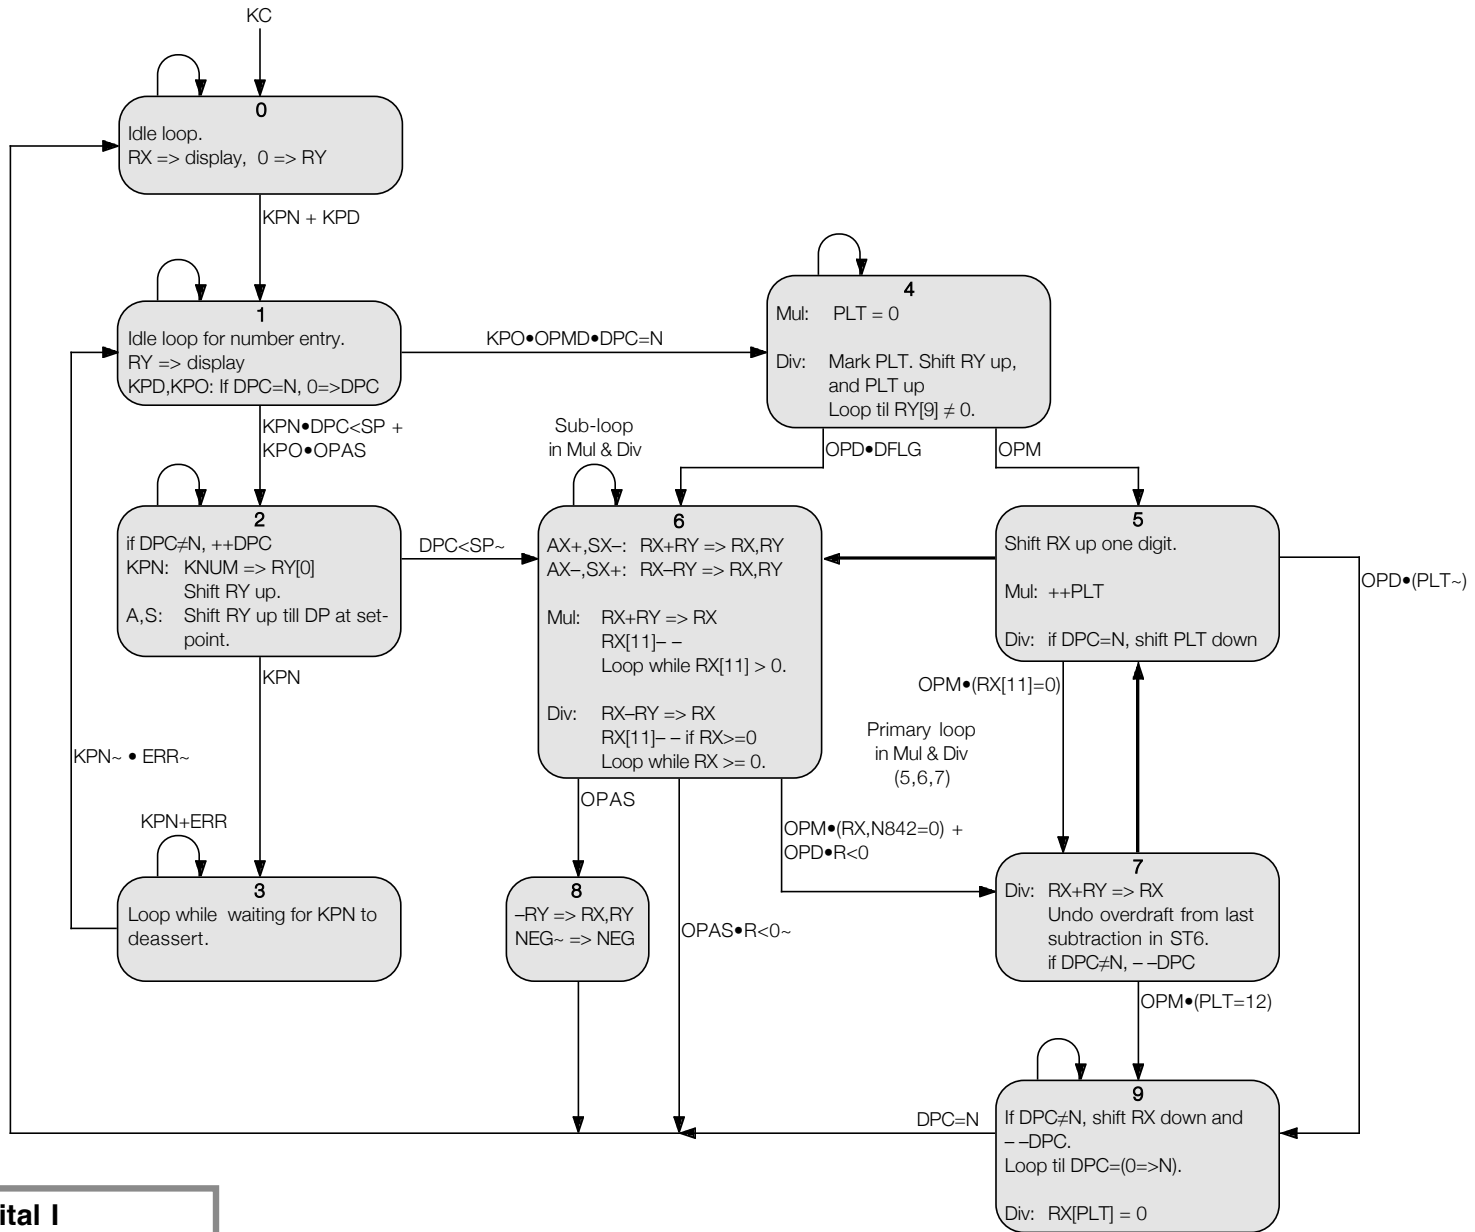 KC
0
Idle loop.
RX => display, 0 => RY
KPN + KPD
1
Idle loop for number entry.
RY => display
KPD,KPO: If DPC=N, 0=>DPC
KPO•OPMD•DPC=N
4
Mul: PLT = 0
Div: Mark PLT. Shift RY up,
and PLT up
Loop til RY[9] ≠ 0.
KPN•DPC<SP +
KPO•OPAS
Sub-loop
in Mul & Div
OPD•DFLG
OPM
2
if DPC≠N, ++DPC
KPN: KNUM => RY[0]
Shift RY up.
A,S: Shift RY up till DP at set-
point.
DPC<SP~
6
AX+,SX–: RX+RY => RX,RY
AX–,SX+: RX–RY => RX,RY
Mul: RX+RY => RX
RX[11]– –
Loop while RX[11] > 0.
Div: RX–RY => RX
RX[11]– – if RX>=0
Loop while RX >= 0.
5
Shift RX up one digit.
Mul: ++PLT
Div: if DPC=N, shift PLT down
OPD•(PLT~)
KPN
OPM•(RX[11]=0)
Primary loop
in Mul & Div
(5,6,7)
KPN~ • ERR~
OPAS
KPN+ERR
OPM•(RX,N842=0) +
OPD•R<0
3
Loop while waiting for KPN to
deassert.
8
–RY => RX,RY
NEG~ => NEG
OPAS•R<0~
7
Div: RX+RY => RX
Undo overdraft from last
subtraction in ST6.
if DPC≠N, – –DPC
OPM•(PLT=12)
DPC=N
9
If DPC≠N, shift RX down and
– –DPC.
Loop til DPC=(0=>N).
Div: RX[PLT] = 0
ital I